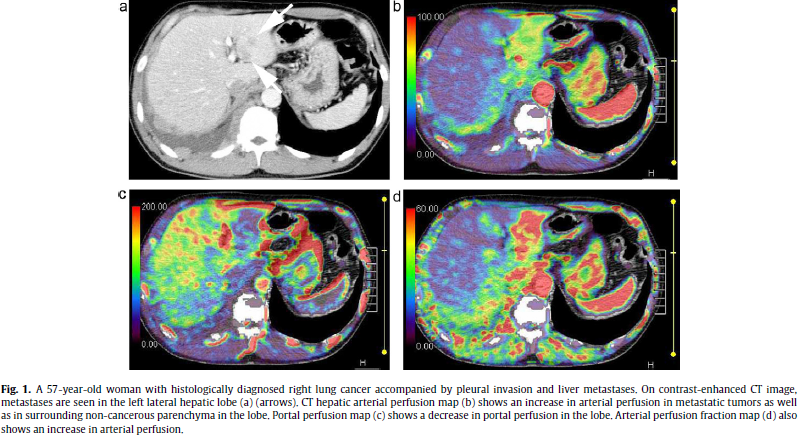 a
b
100.00
0.00
H
c
200.00
0.00
H
d
60.00
0.00
H
Fig. 1. A 57-year-old woman with histologically diagnosed right lung cancer accompanied by pleural invasion and liver metastases. On contrast-enhanced CT image,
metastases are seen in the left lateral hepatic lobe (a) (arrows). CT hepatic arterial perfusion map (b) shows an increase in arterial perfusion in metastatic tumors as well
as in surrounding non-cancerous parenchyma in the lobe. Portal perfusion map (c) shows a decrease in portal perfusion in the lobe. Arterial perfusion fraction map (d) also
shows an increase in arterial perfusion.